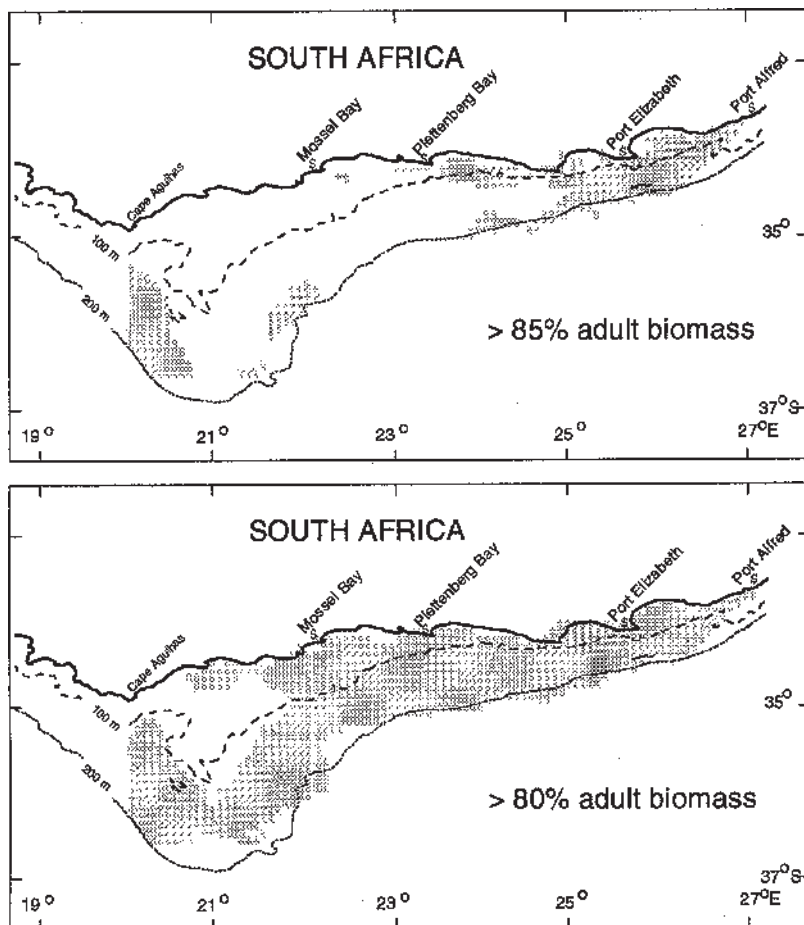 SOUTH AFRICA
Cape Agulhas
Mossel Bay
Plettenberg Bay
Port Elizabeth
Port Alfred
S
S
S
S
100 m
200 m
35°
> 85% adult biomass
37°S
19° 21° 23° 25° 27°E
SOUTH AFRICA
Cape Agulhas
Mossel Bay
Plettenberg Bay
Port Elizabeth
Port Alfred
S
S
S
S
100 m
200 m
35°
> 80% adult biomass
37°S
19° 21° 23° 25° 27°E